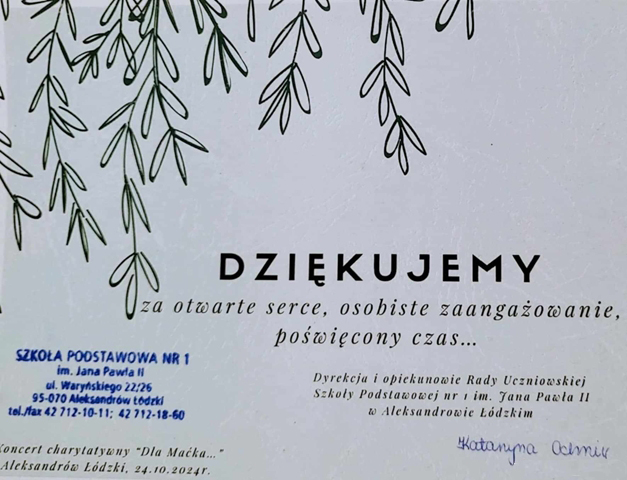 DZIĘKUJEMY
za otwarte serce, osobiste zaangażowanie,
poświęcony czas...
SZKOŁA PODSTAWOWA NR 1
im. Jana Pawła II
ul. Waryńskiego 22/26
95-070 Aleksandrów Łódzki
tel./fax 42 712-10-11; 42 712-18-60
Dyrekcja i opiekunowie Rady Uczniowskiej
Szkoły Podstawowej nr 1 im. Jana Pawła II
w Aleksandrowie Łódzkim
Katarzyna
Koncert charytatywny "Dla Maćka..."
Aleksandrów Łódzki, 24.10.2024r.